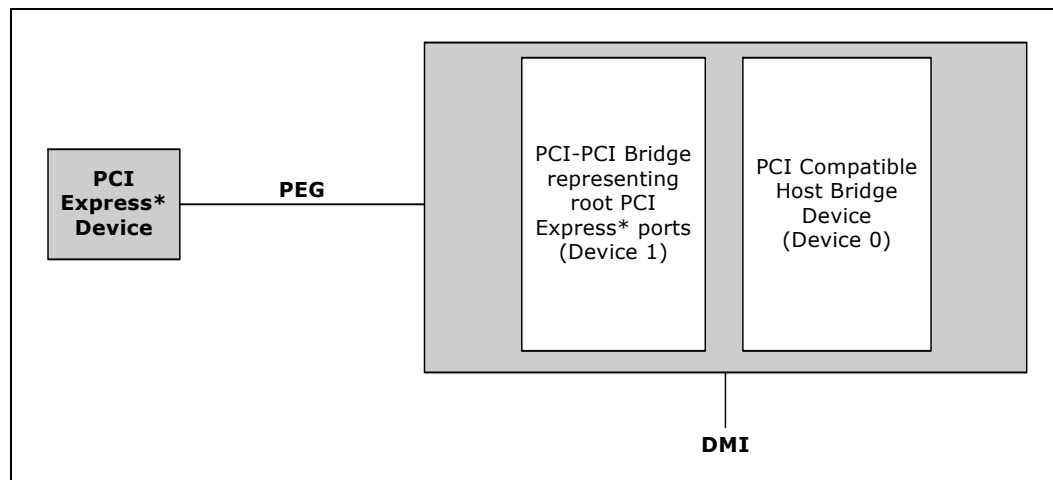 PCI
Express*
Device
PEG
PCI-PCI Bridge
representing
root PCI
Express* ports
(Device 1)
PCI Compatible
Host Bridge
Device
(Device 0)
DMI